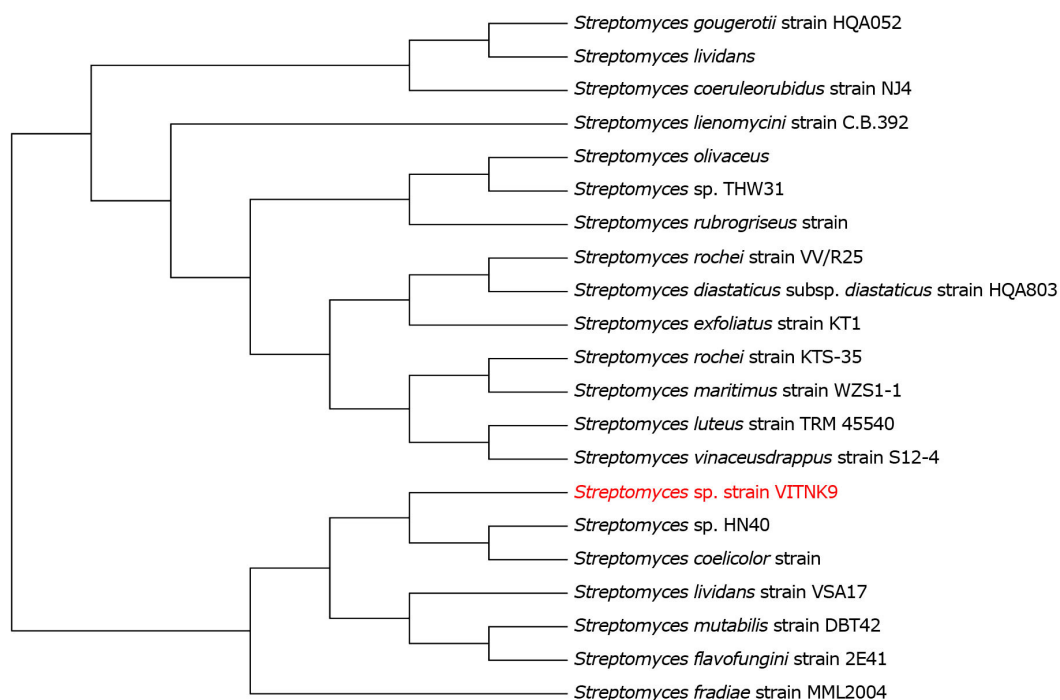 Streptomyces gougerotii strain HQA052
Streptomyces lividans
Streptomyces coeruleorubidus strain NJ4
Streptomyces lienomycini strain C.B.392
Streptomyces olivaceus
Streptomyces sp. THW31
Streptomyces rubrogriseus strain
Streptomyces rochei strain VV/R25
Streptomyces diastaticus subsp. diastaticus strain HQA803
Streptomyces exfoliatus strain KT1
Streptomyces rochei strain KTS-35
Streptomyces maritimus strain WZS1-1
Streptomyces luteus strain TRM 45540
Streptomyces vinaceusdrappus strain S12-4
Streptomyces sp. strain VITNK9
Streptomyces sp. HN40
Streptomyces coelicolor strain
Streptomyces lividans strain VSA17
Streptomyces mutabilis strain DBT42
Streptomyces flavofungini strain 2E41
Streptomyces fradiae strain MML2004